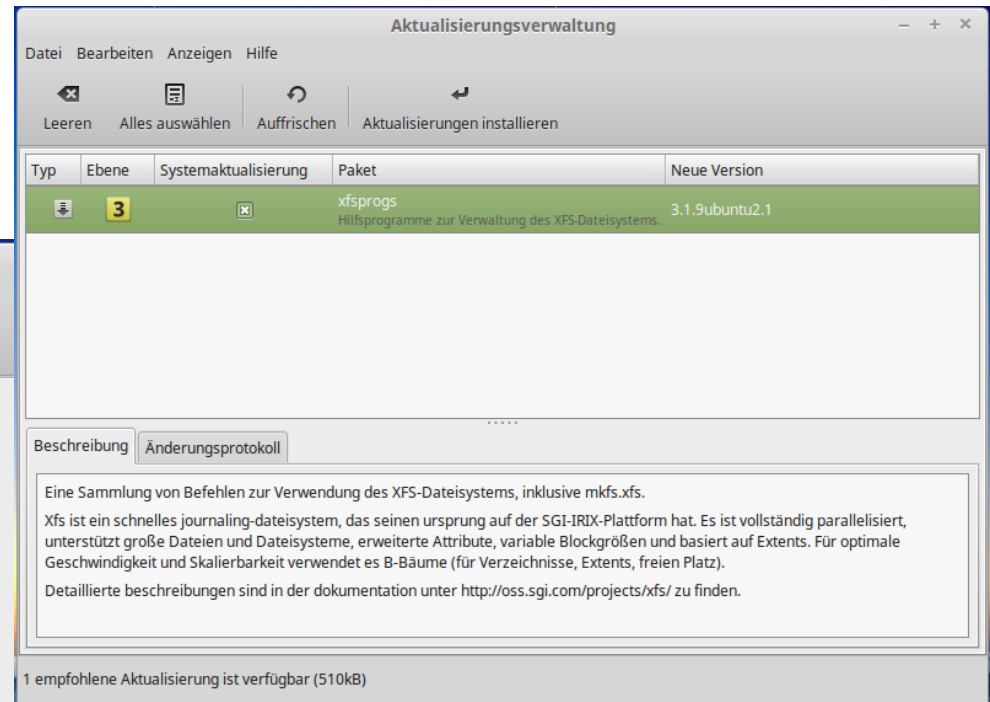 Aktualisierungsverwaltung
Datei Bearbeiten Anzeigen Hilfe
Leeren Alles auswählen Auffrischen Aktualisierungen installieren
Typ Ebene Systemaktualisierung Paket Neue Version
3 xfsprogs 3.1.9ubuntu2.1
Hilfsprogramme zur Verwaltung des XFS-Dateisystems.
Beschreibung Änderungsprotokoll
Eine Sammlung von Befehlen zur Verwendung des XFS-Dateisystems, inklusive mkfs.xfs.
Xfs ist ein schnelles journaling-dateisystem, das seinen ursprung auf der SGI-IRIX-Plattform hat. Es ist vollständig parallelisiert,
unterstützt große Dateien und Dateisysteme, erweiterte Attribute, variable Blockgrößen und basiert auf Extents. Für optimale
Geschwindigkeit und Skalierbarkeit verwendet es B-Bäume (für Verzeichnisse, Extents, freien Platz).
Detaillierte beschreibungen sind in der dokumentation unter http://oss.sgi.com/projects/xfs/ zu finden.
1 empfohlene Aktualisierung ist verfügbar (510kB)